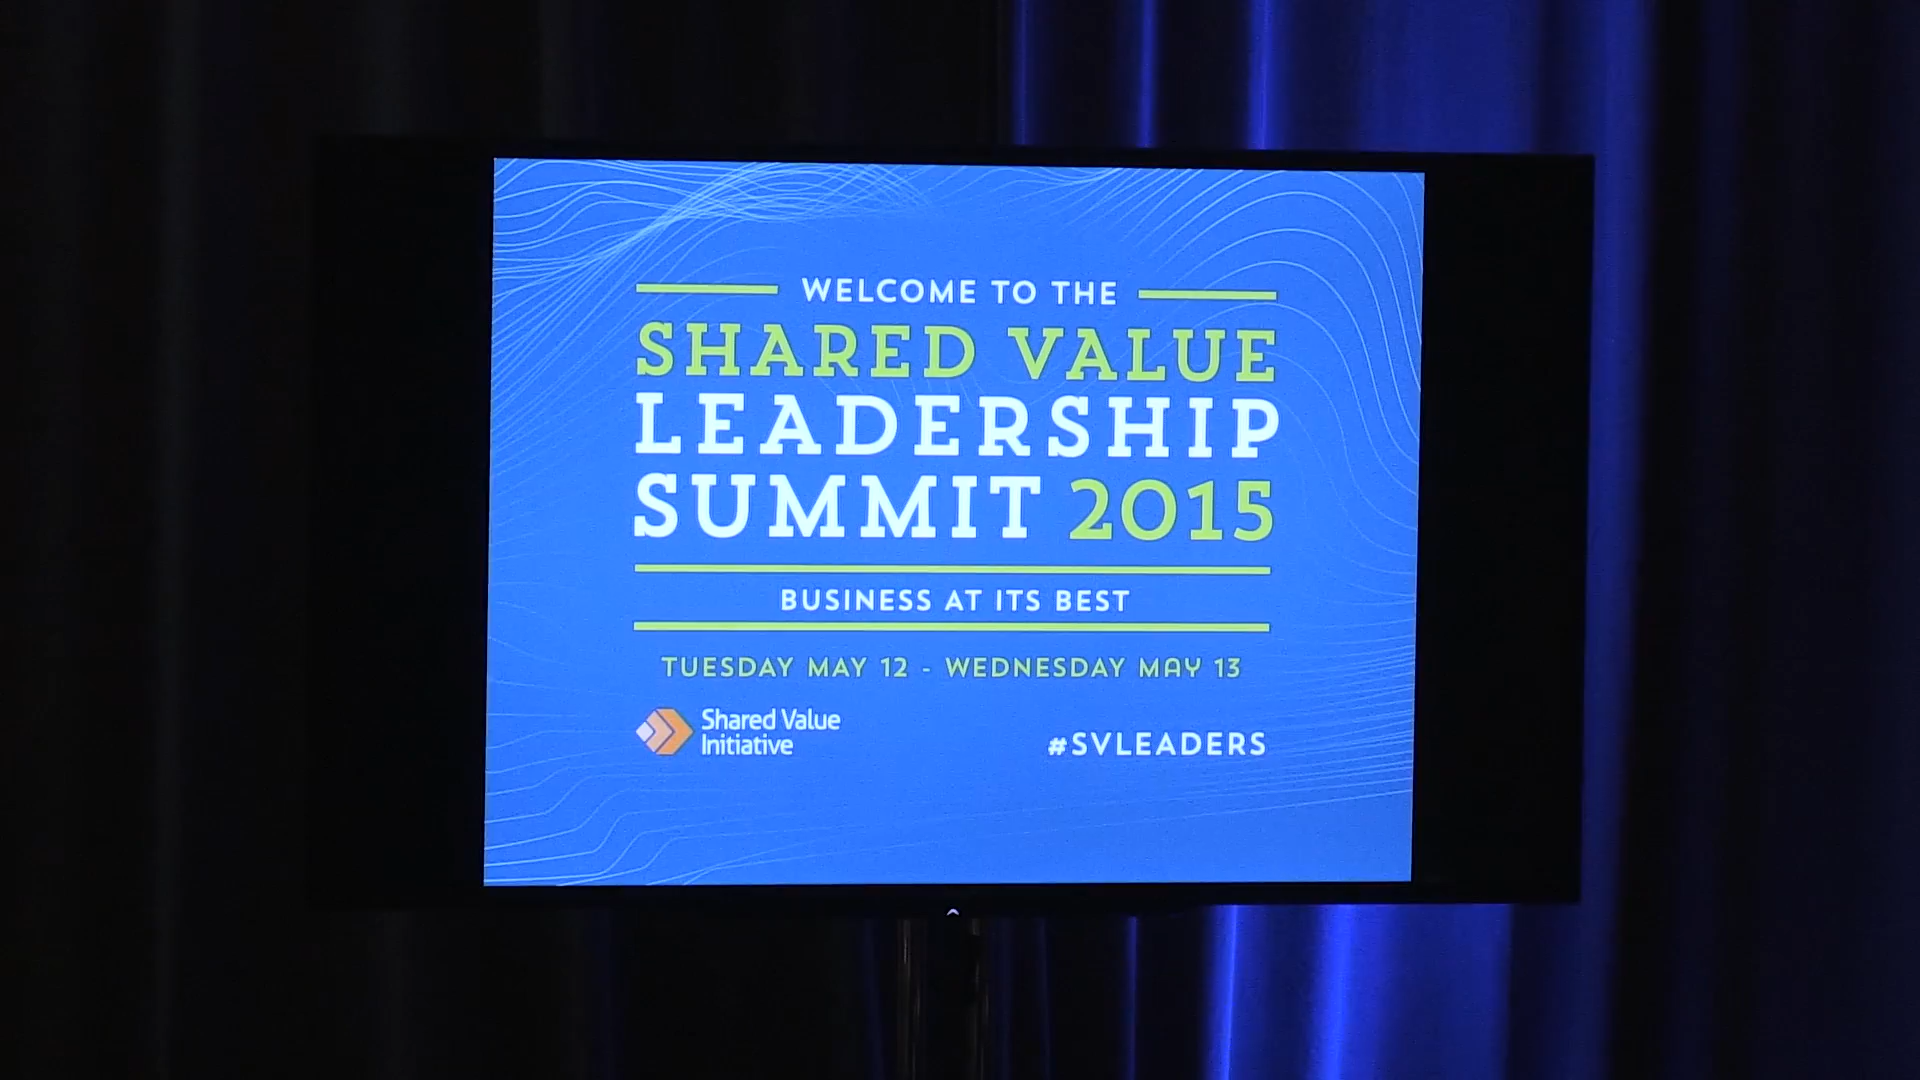 WELCOME TO THE
SHARED VALUE
LEADERSHIP
SUMMIT 2015
BUSINESS AT ITS BEST
TUESDAY MAY 12 - WEDNESDAY MAY 13
Shared Value
Initiative
#SVLEADERS